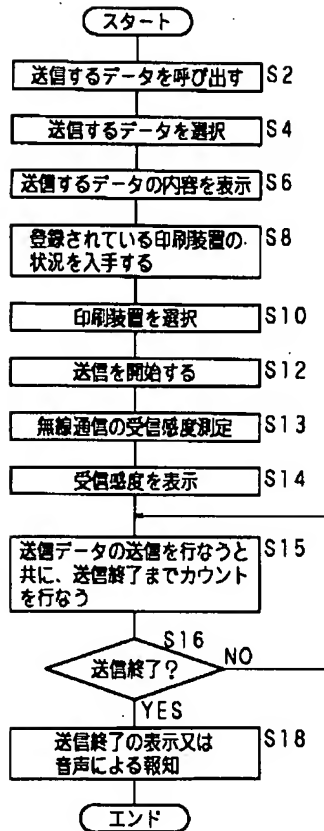 スタート
送信するデータを呼び出す S2
送信するデータを選択 S4
送信するデータの内容を表示 S6
登録されている印刷装置の S8
状況を入手する
印刷装置を選択 S10
送信を開始する S12
無線通信の受信感度測定 S13
受信感度を表示 S14
送信データの送信を行なうと S15
共に、送信終了までカウント
を行なう
S16
送信終了? NO
YES
送信終了の表示又は S18
音声による報知
エンド